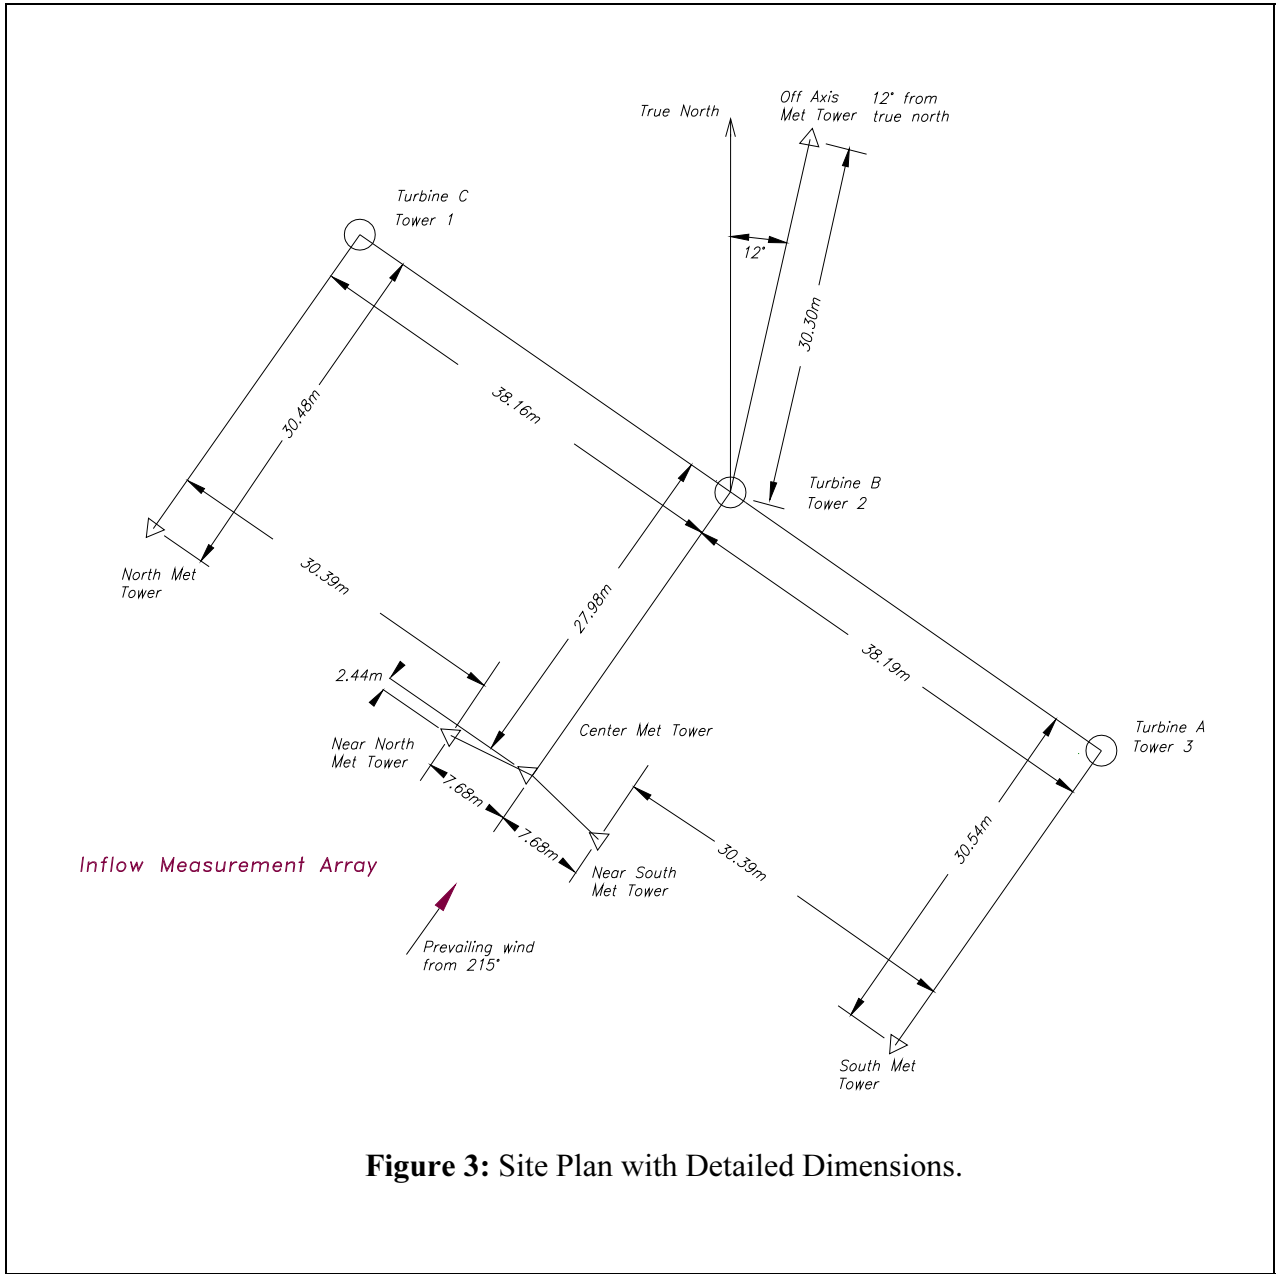 True North
Off Axis
Met Tower
12° from
true north
Turbine C
Tower 1
12°
30.30m
38.16m
30.48m
Turbine B
Tower 2
North Met
Tower
30.39m
27.98m
38.19m
2.44m
Center Met Tower
Near North
Met Tower
Turbine A
Tower 3
7.68m
7.68m
30.39m
30.54m
Inflow Measurement Array
Near South
Met Tower
Prevailing wind
from 215°
South Met
Tower
Figure 3: Site Plan with Detailed Dimensions.